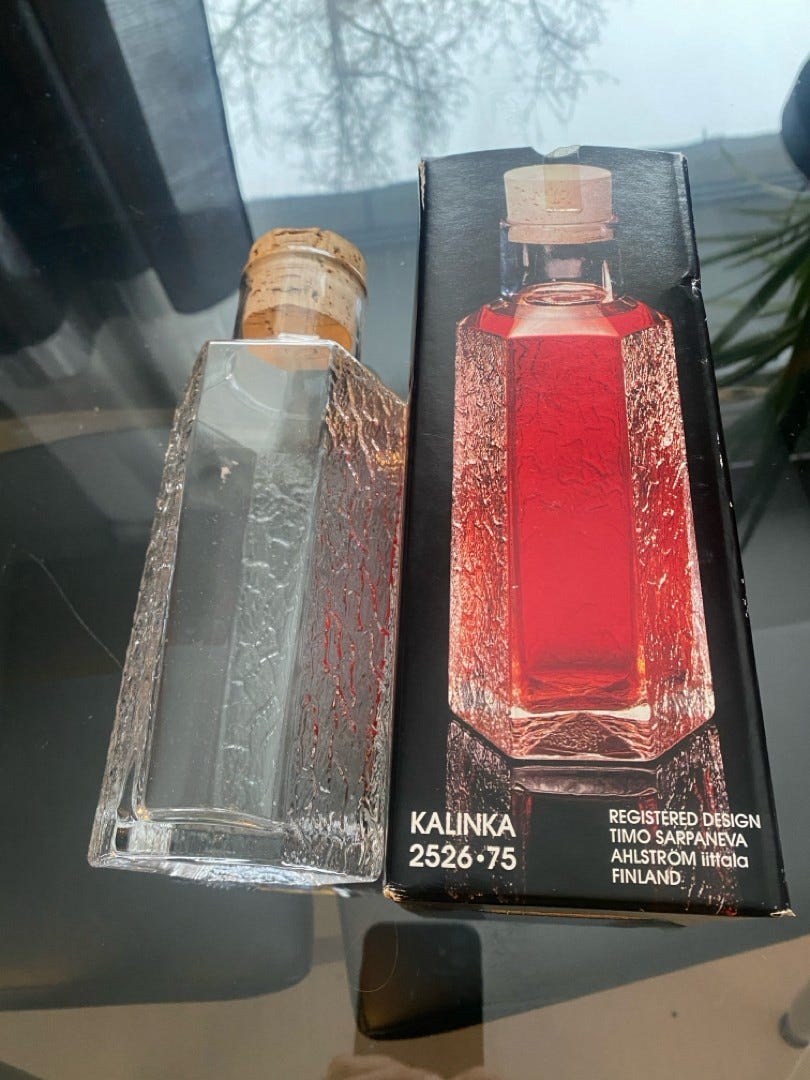 KALINKA
2526·75
REGISTERED DESIGN
TIMO SARPANEVA
AHLSTRÖM iittala
FINLAND